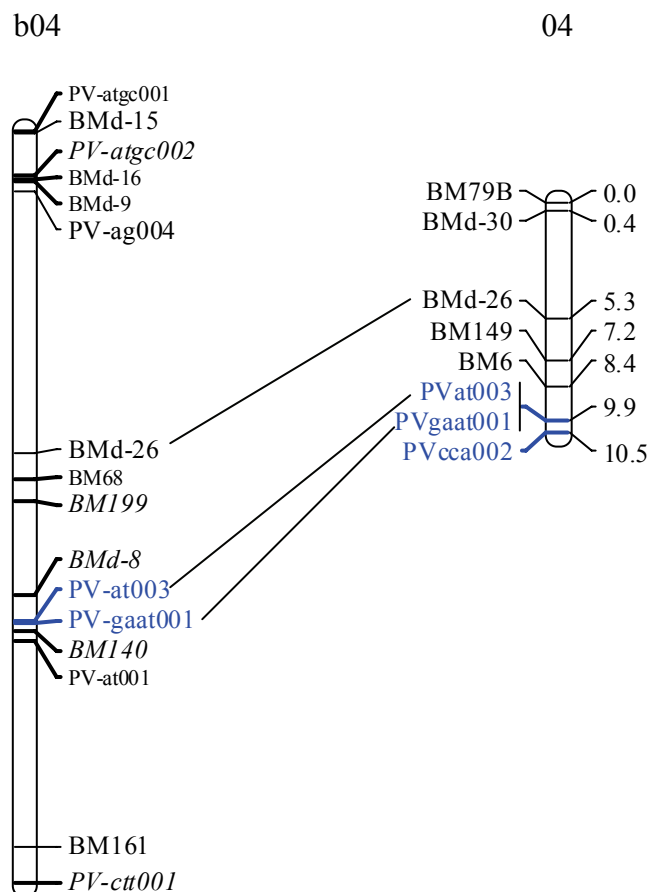 b04
04
PV-atgc001
BMd-15
PV-atgc002
BMd-16
BMd-9
PV-ag004
BMd-26
BM68
BM199
BMd-8
PV-at003
PV-gaat001
BM140
PV-at001
BM161
PV-ctt001
BM79B 0.0
BMd-30 0.4
BMd-26 5.3
BM149 7.2
BM6 8.4
PVat003
PVgaat001 9.9
PVcca002 10.5